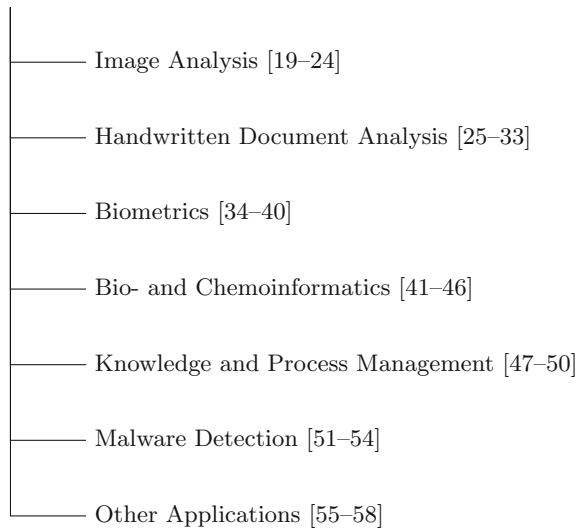 Image Analysis [19–24]
Handwritten Document Analysis [25–33]
Biometrics [34–40]
Bio- and Chemoinformatics [41–46]
Knowledge and Process Management [47–50]
Malware Detection [51–54]
Other Applications [55–58]